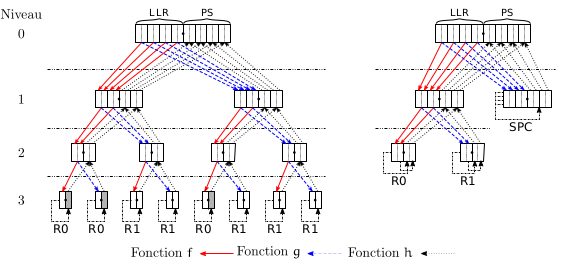 Niveau
LLR PS LLR PS
0
1
SPC
2
R0 R1
3
R0 R0 R1 R1 R0 R1 R1 R1
Fonction f Fonction g Fonction h